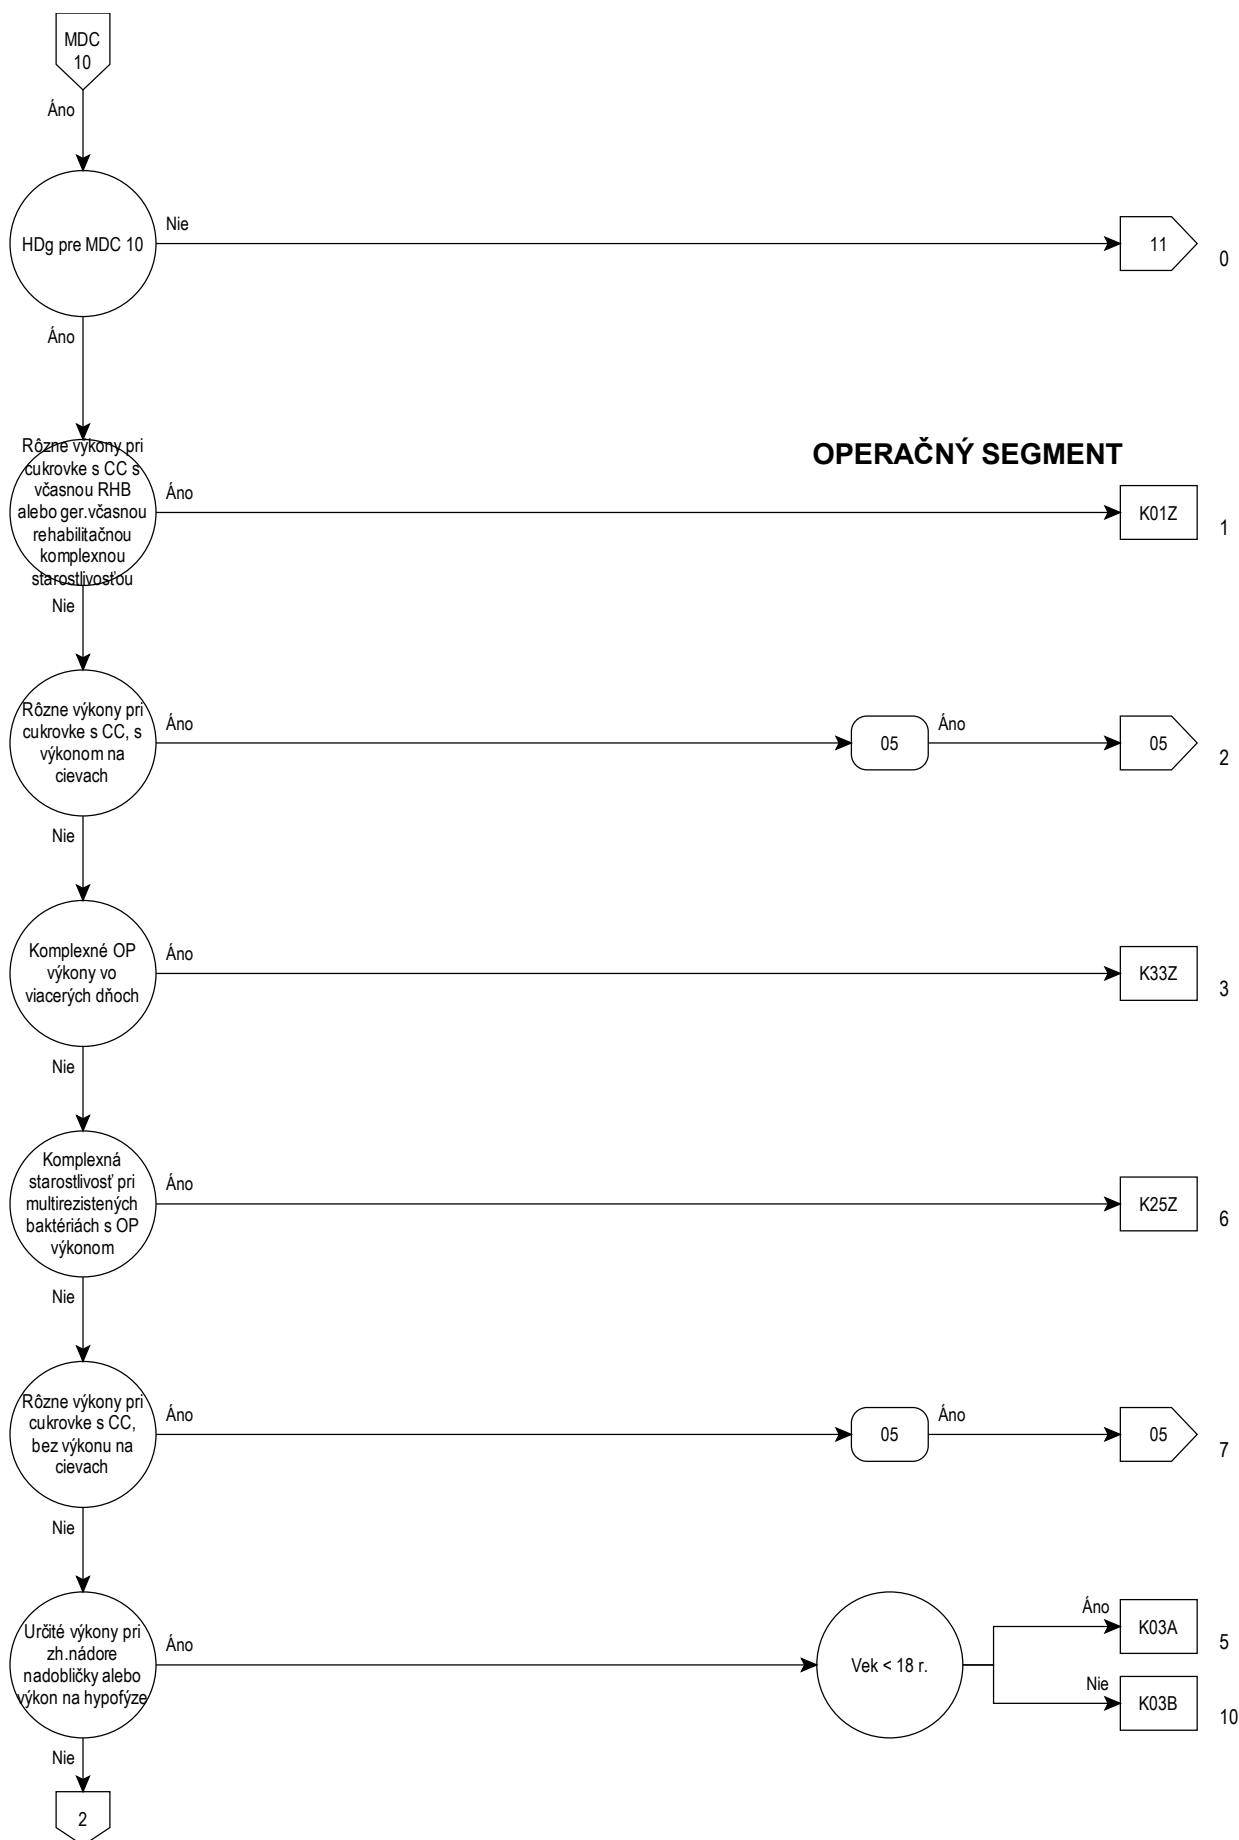 MDC
10
Áno
HDg pre MDC 10
Nie
11
0
Áno
OPERAČNÝ SEGMENT
Rôzne výkony pri
cukrovke s CC s
včasnou RHB
alebo ger.včasnou
rehabilitačnou
komplexnou
starostlivosťou
Áno
K01Z
1
Nie
Rôzne výkony pri
cukrovke s CC, s
výkonom na
cievach
Áno
05
Áno
05
2
Nie
Komplexné OP
výkony vo
viacerých dňoch
Áno
K33Z
3
Nie
Komplexná
starostlivosť pri
multirezistených
baktériách s OP
výkonom
Áno
K25Z
6
Nie
Rôzne výkony pri
cukrovke s CC,
bez výkonu na
cievach
Áno
05
Áno
05
7
Nie
Určité výkony pri
zh.nádore
nadobličky alebo
výkon na hypofýze
Áno
Vek < 18 r.
Áno
K03A
5
Nie
K03B
10
Nie
2